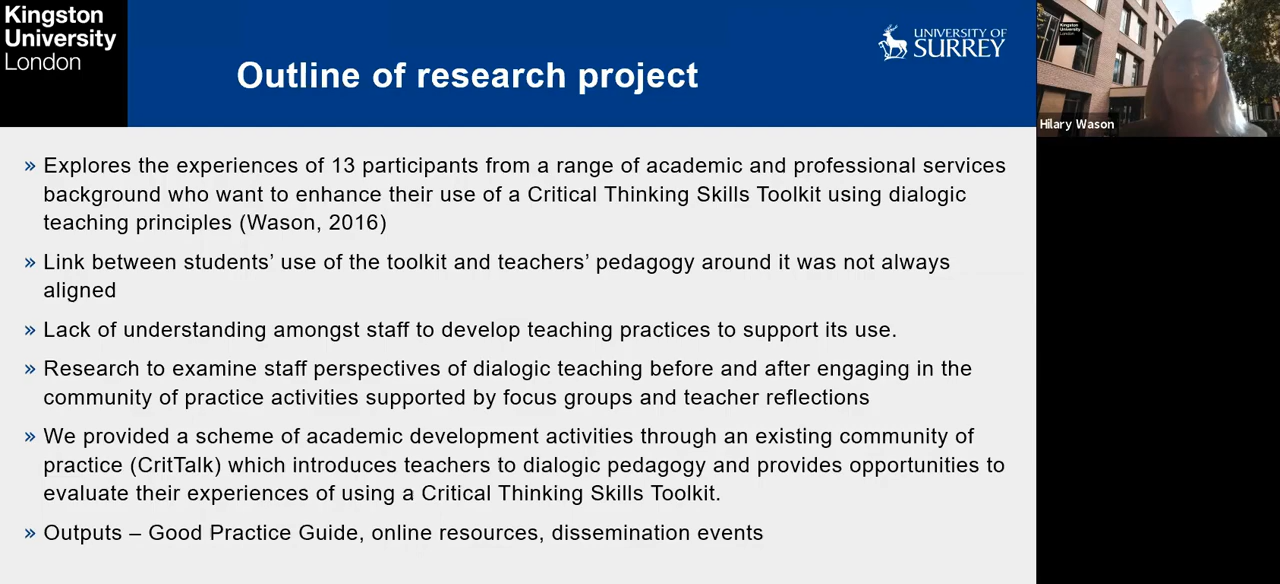 Kingston
University
London
UNIVERSITY OF
SURREY
Outline of research project
» Explores the experiences of 13 participants from a range of academic and professional services
background who want to enhance their use of a Critical Thinking Skills Toolkit using dialogic
teaching principles (Wason, 2016)
» Link between students’ use of the toolkit and teachers’ pedagogy around it was not always
aligned
» Lack of understanding amongst staff to develop teaching practices to support its use.
» Research to examine staff perspectives of dialogic teaching before and after engaging in the
community of practice activities supported by focus groups and teacher reflections
» We provided a scheme of academic development activities through an existing community of
practice (CritTalk) which introduces teachers to dialogic pedagogy and provides opportunities to
evaluate their experiences of using a Critical Thinking Skills Toolkit.
» Outputs – Good Practice Guide, online resources, dissemination events
Kingston
University
London
Hilary Wason